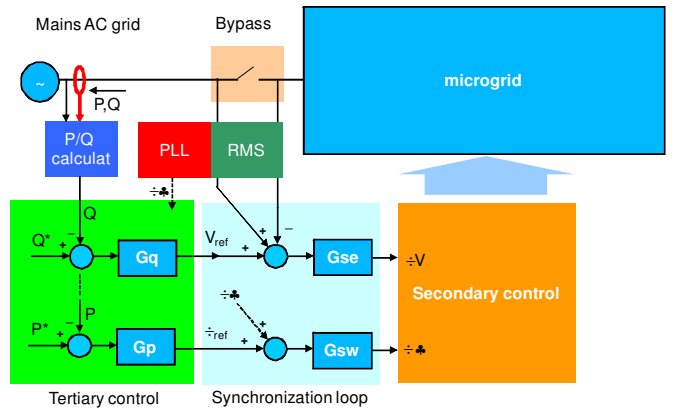 Mains AC grid
Bypass
~
microgrid
P,Q
P/Q
calculat
PLL
RMS
÷♣
Q
−
Q*
+
Gq
Vref
+
+
−
Gse
÷V
Secondary control
÷♣
P
−
P*
+
Gp
÷ref
+
+
Gsw
÷♣
Tertiary control
Synchronization loop